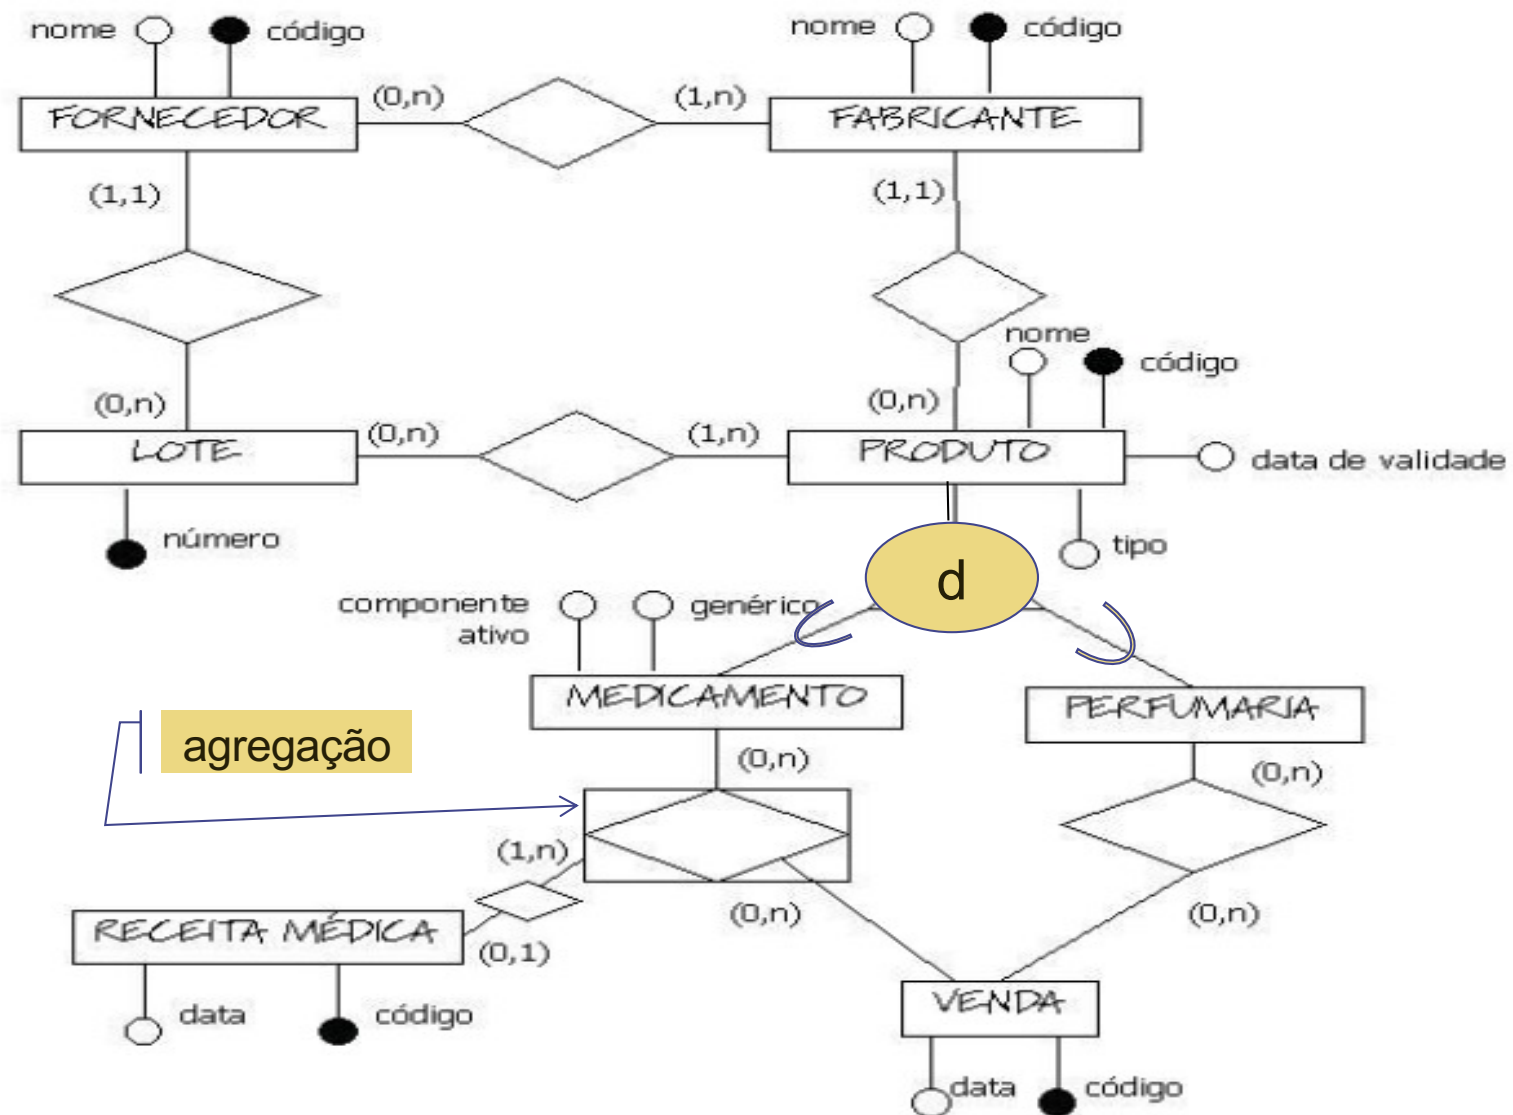 nome
código
nome
código
FORNECEDOR
(0,n)
(1,n)
FABRICANTE
(1,1)
(1,1)
nome
código
(0,n)
(0,n)
LOTE
(0,n)
(1,n)
PRODUTO
data de validade
número
tipo
d
componente
ativo
genérico
MEDICAMENTO
PERFUMARIA
agregação
(0,n)
(0,n)
(1,n)
RECEITA MÉDICA
(0,1)
(0,n)
(0,n)
data
código
VENDA
data
código